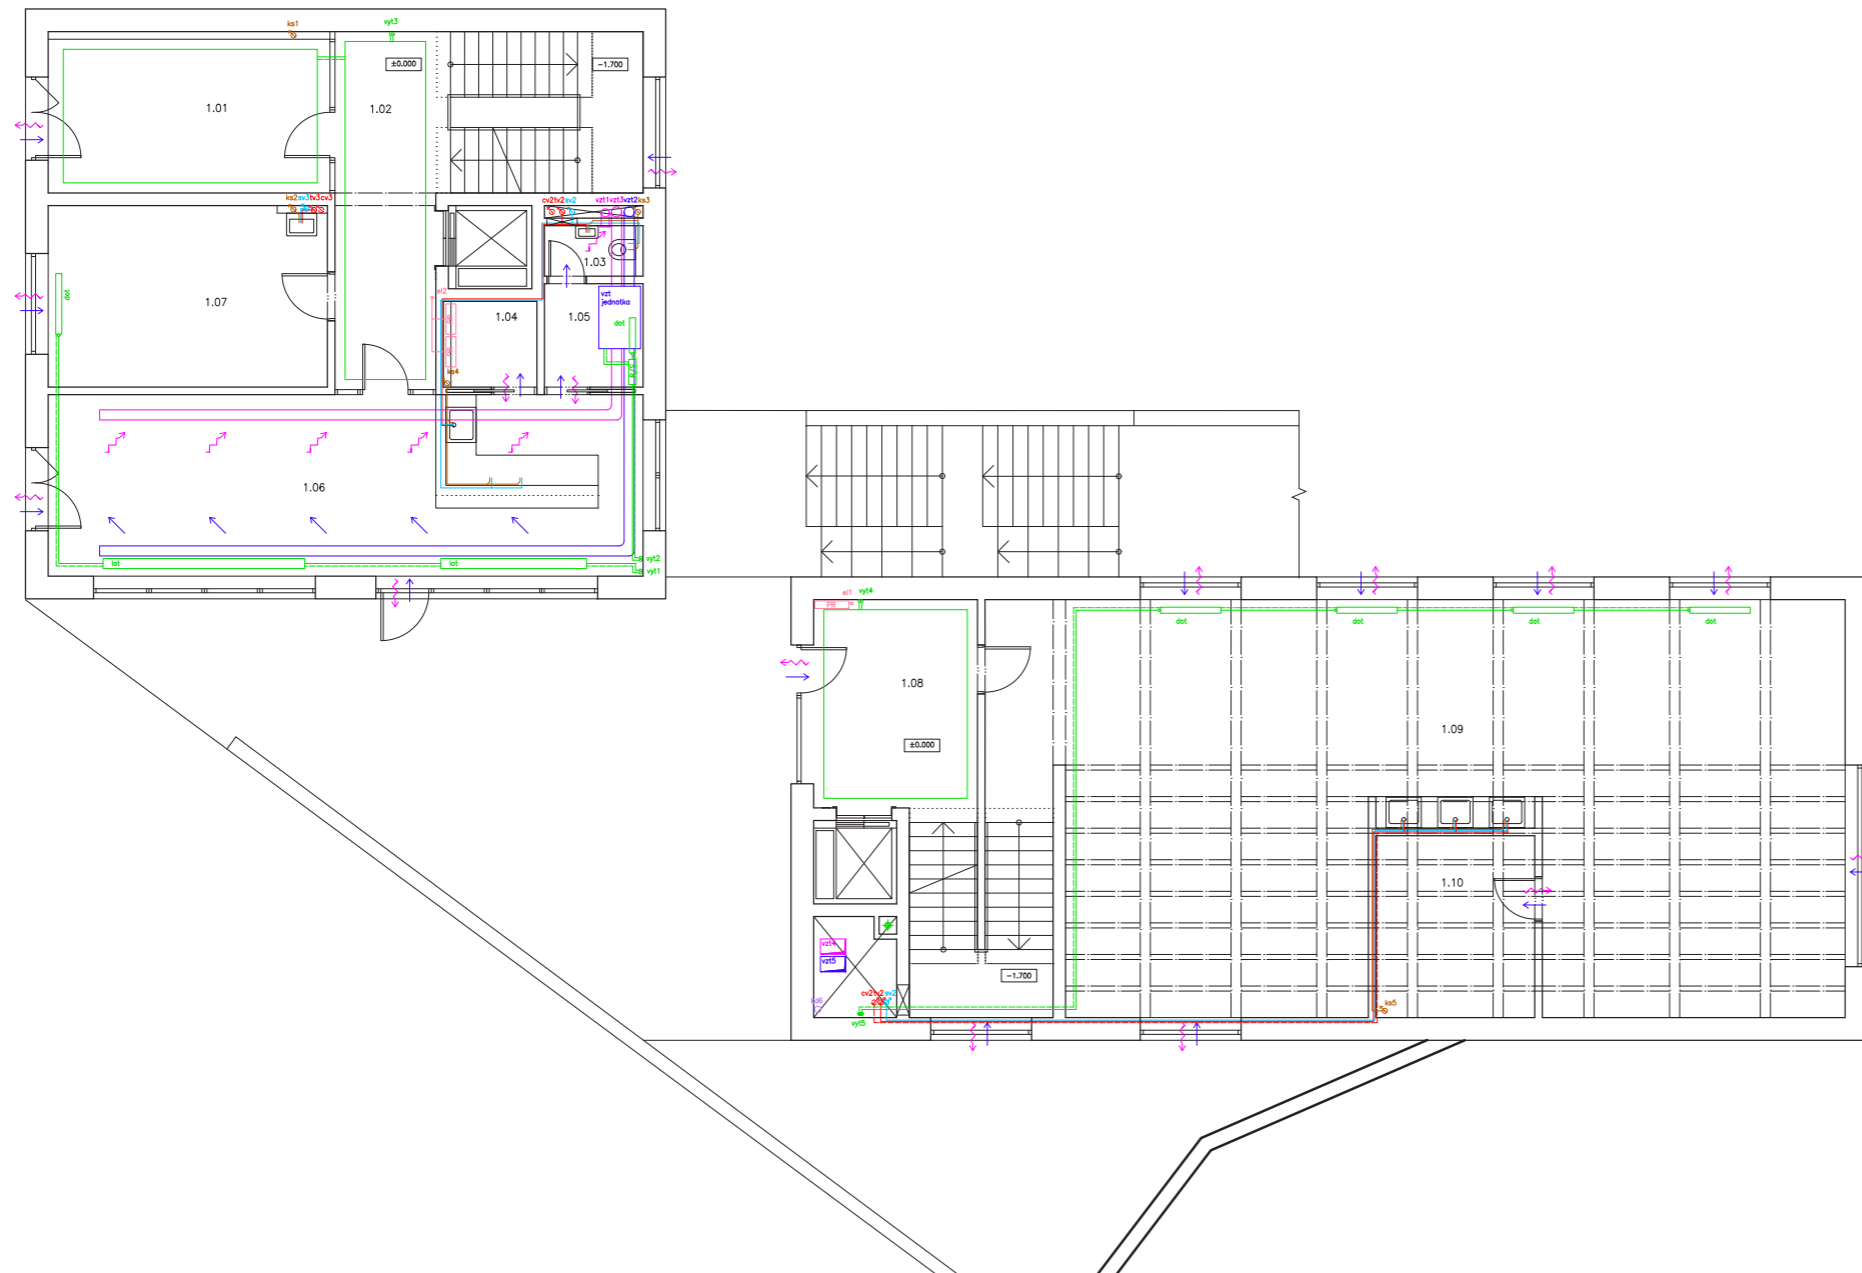 ks1
vyt3
±0.000
-1.700
1.01
1.02
ks2 sv3 tv3 cv3
cv2 tv2 sv2
vzt1 vzt3 vzt2 ks3
1.03
vzt
jednotka
dot
1.07
el2
1.04
1.05
dot
R/S
ks4
1.06
lot
lot
vyt2
vyt1
el1
vyt4
PR
dot
dot
dot
dot
1.08
1.09
±0.000
1.10
vzt4
vzt5
-1.700
cv2 tv2 sv2
ks5
vyt5